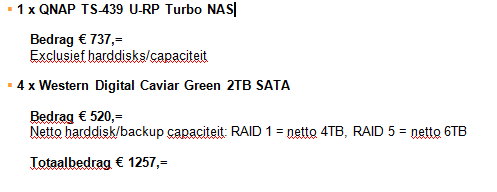 1 x QNAP TS-439 U-RP Turbo NAS
Bedrag € 737,=
Exclusief harddisks/capaciteit
4 x Western Digital Caviar Green 2TB SATA
Bedrag € 520,=
Netto harddisk/backup capaciteit: RAID 1 = netto 4TB, RAID 5 = netto 6TB
Totaalbedrag € 1257,=